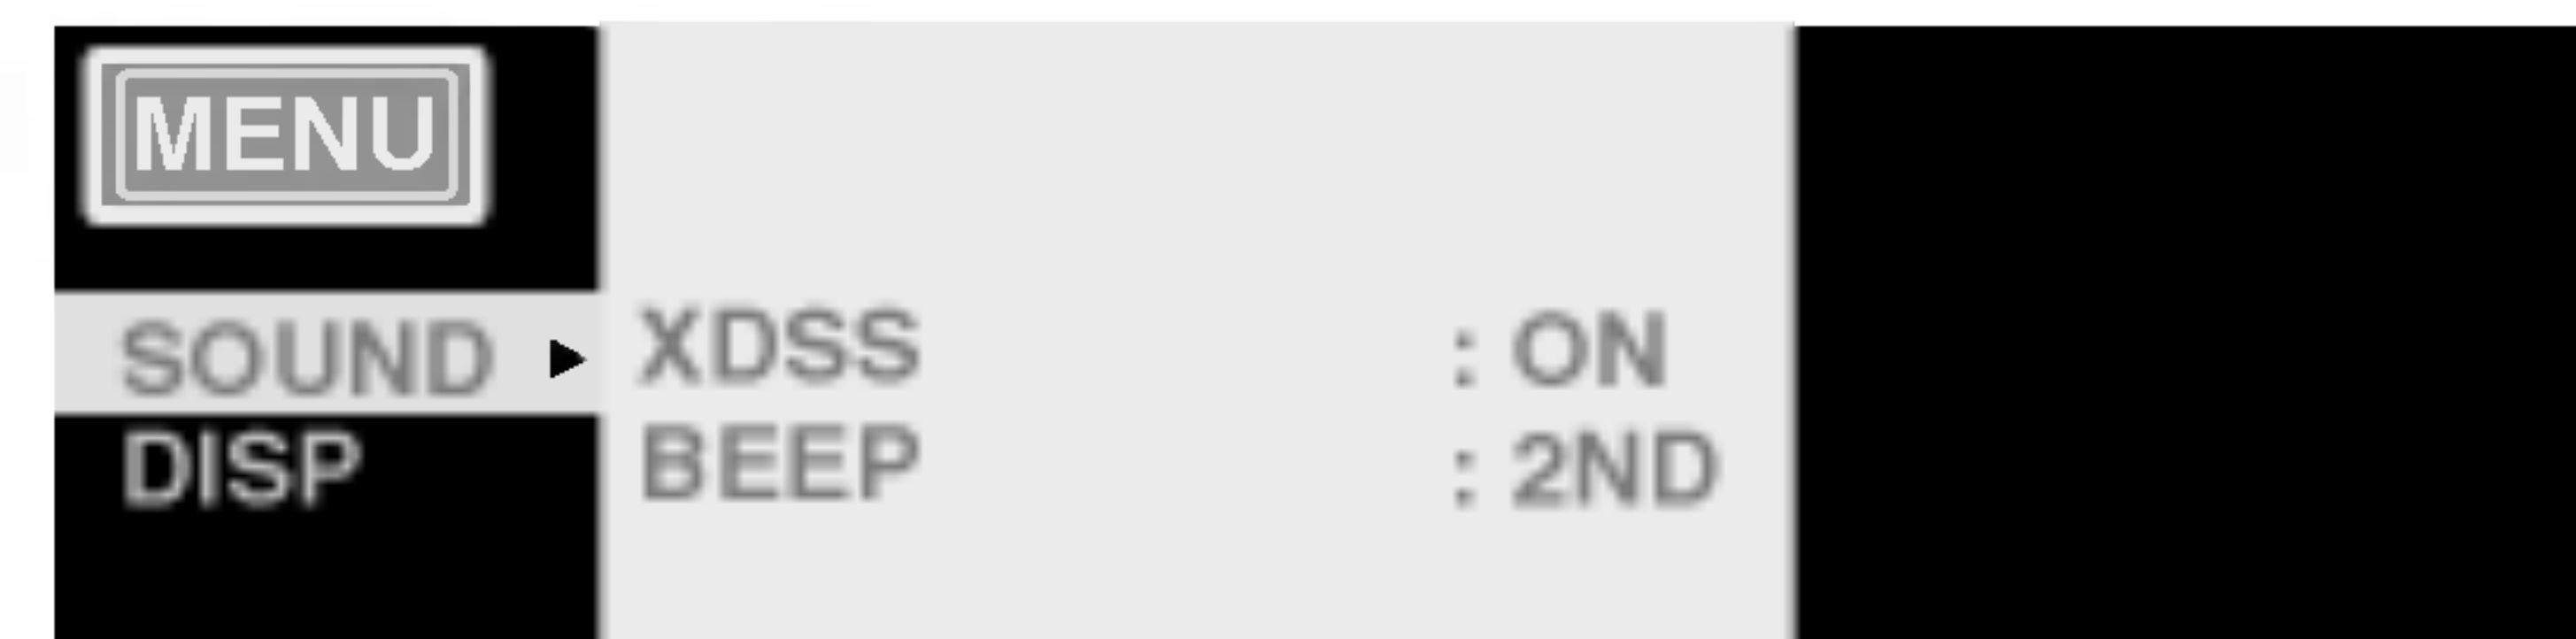 MENU
SOUND ▶ XDSS : ON
DISP BEEP : 2ND